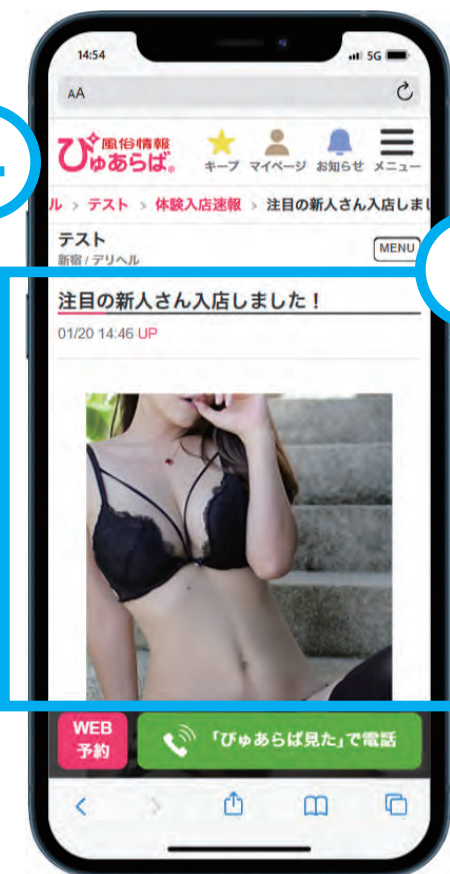 14:54
5G
AA
風俗情報
ぴゅあらば。
キープ マイページ お知らせ メニュー
ル > テスト > 体験入店速報 > 注目の新人さん入店しまし
テスト
新宿 / デリヘル
MENU
注目の新人さん入店しました！
01/20 14:46 UP
WEB
予約
「ぴゅあらば見た」で電話